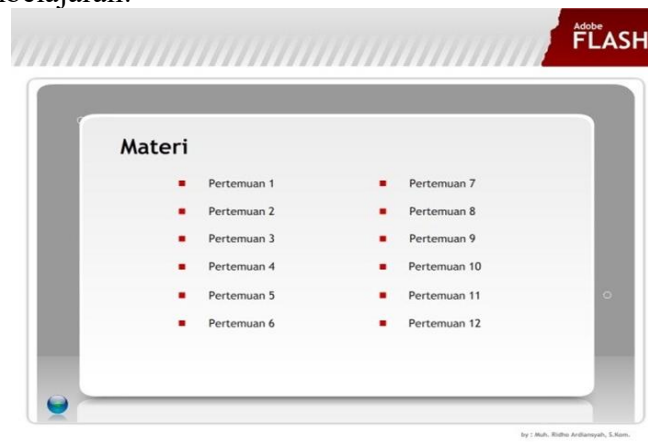 Adobe
FLASH
Materi
Pertemuan 1
Pertemuan 2
Pertemuan 3
Pertemuan 4
Pertemuan 5
Pertemuan 6
Pertemuan 7
Pertemuan 8
Pertemuan 9
Pertemuan 10
Pertemuan 11
Pertemuan 12
by : Muh. Ridho Ardiansyah, S.Kom.